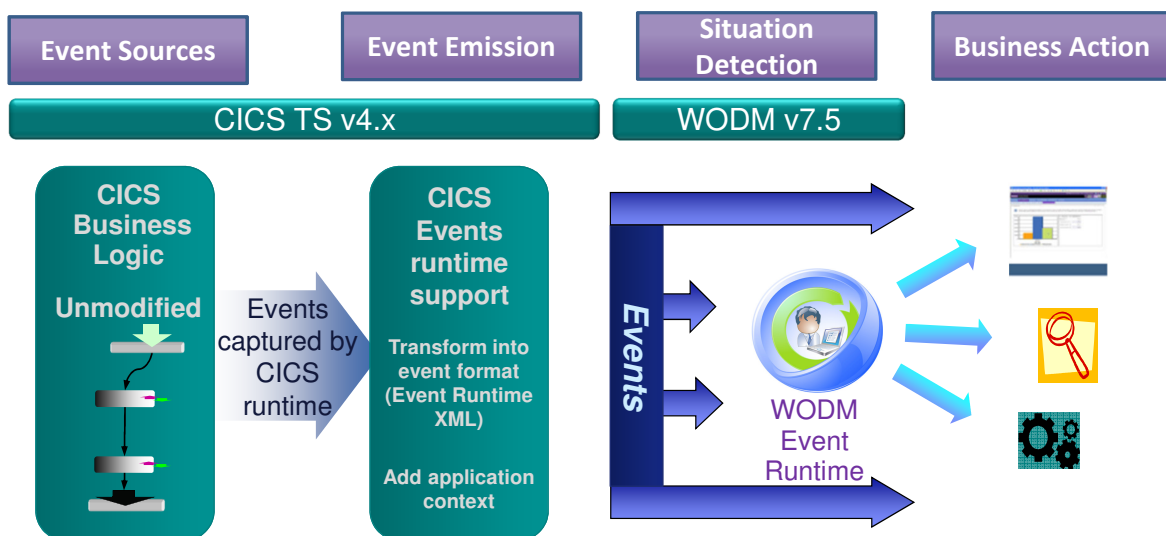 Event Sources
Event Emission
Situation
Detection
Business Action
CICS TS v4.x
WODM v7.5
CICS
Business
Logic
Unmodified
Events
captured by
CICS
runtime
CICS
Events
runtime
support
Transform into
event format
(Event Runtime
XML)
Add application
context
Events
WODM
Event
Runtime